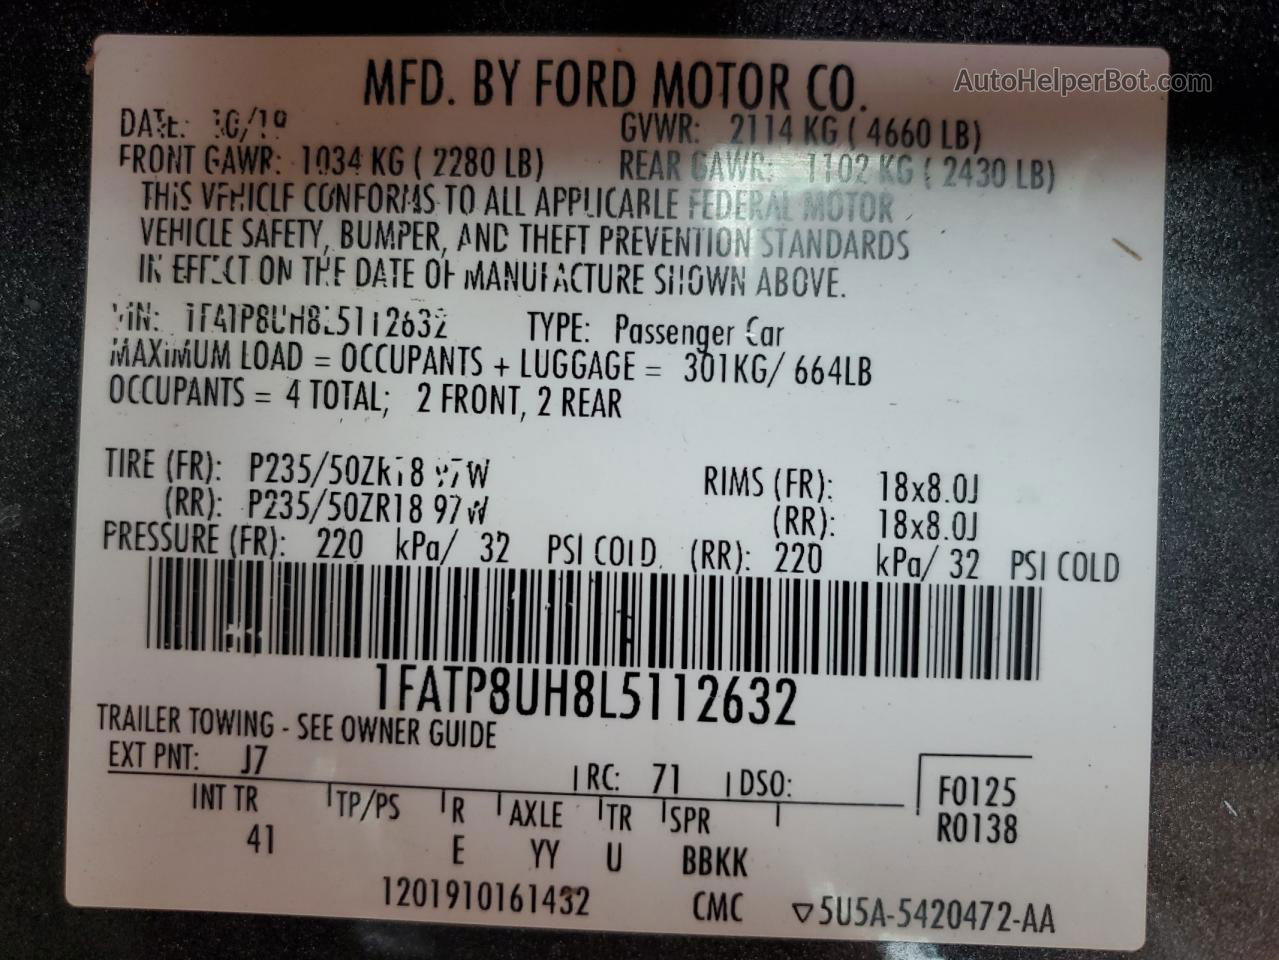 AutoHelperBot.com
MFD. BY FORD MOTOR CO.
DATE: 10/19 GVWR: 2114 KG ( 4660 LB)
FRONT GAWR: 1034 KG ( 2280 LB) REAR GAWR: 1102 KG ( 2430 LB)
THIS VEHICLE CONFORMS TO ALL APPLICABLE FEDERAL MOTOR
VEHICLE SAFETY, BUMPER, AND THEFT PREVENTION STANDARDS
IN EFFECT ON THE DATE OF MANUFACTURE SHOWN ABOVE.
VIN: 1FATP8UH8L5112632 TYPE: Passenger Car
MAXIMUM LOAD = OCCUPANTS + LUGGAGE = 301KG/ 664LB
OCCUPANTS = 4 TOTAL; 2 FRONT, 2 REAR
TIRE (FR): P235/50ZR18 97W RIMS (FR): 18x8.0J
(RR): P235/50ZR18 97W (RR): 18x8.0J
PRESSURE (FR): 220 kPa/ 32 PSI COLD (RR): 220 kPa/ 32 PSI COLD
1FATP8UH8L5112632
TRAILER TOWING - SEE OWNER GUIDE
EXT PNT: J7 RC: 71 DSO:
INT TR TP/PS R AXLE TR SPR
F0125
R0138
41 E YY U BBKK
1201910161432 CMC ▽5U5A-5420472-AA